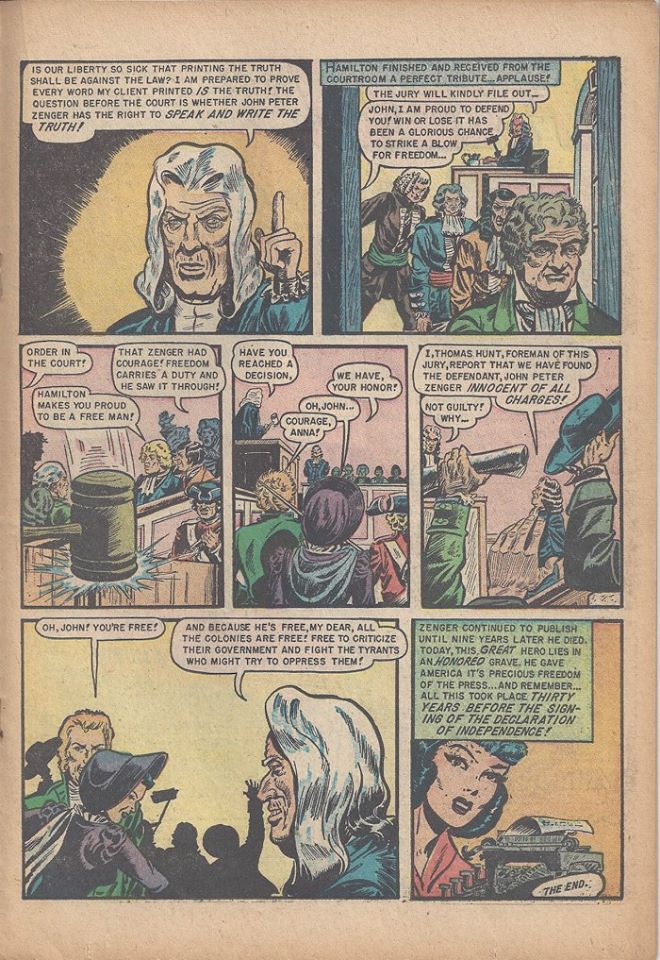 IS OUR LIBERTY SO SICK THAT PRINTING THE TRUTH
SHALL BE AGAINST THE LAW? I AM PREPARED TO PROVE
EVERY WORD MY CLIENT PRINTED IS THE TRUTH! THE
QUESTION BEFORE THE COURT IS WHETHER JOHN PETER
ZENGER HAS THE RIGHT TO SPEAK AND WRITE THE
TRUTH!
HAMILTON FINISHED AND RECEIVED FROM THE
COURTROOM A PERFECT TRIBUTE...APPLAUSE!
THE JURY WILL KINDLY FILE OUT...
JOHN, I AM PROUD TO DEFEND
YOU! WIN OR LOSE IT HAS
BEEN A GLORIOUS CHANCE
TO STRIKE A BLOW
FOR FREEDOM...
ORDER IN
THE COURT!
THAT ZENGER HAD
COURAGE! FREEDOM
CARRIES A DUTY AND
HE SAW IT THROUGH!
HAMILTON
MAKES YOU PROUD
TO BE A FREE MAN!
HAVE YOU
REACHED A
DECISION,
WE HAVE,
YOUR HONOR!
OH, JOHN...
COURAGE,
ANNA!
I, THOMAS HUNT, FOREMAN OF THIS
JURY, REPORT THAT WE HAVE FOUND
THE DEFENDANT, JOHN PETER
ZENGER INNOCENT OF ALL
CHARGES!
NOT GUILTY?
WHY...
OH, JOHN! YOU'RE FREE!
AND BECAUSE HE'S FREE, MY DEAR, ALL
THE COLONIES ARE FREE! FREE TO CRITICIZE
THEIR GOVERNMENT AND FIGHT THE TYRANTS
WHO MIGHT TRY TO OPPRESS THEM!
ZENGER CONTINUED TO PUBLISH
UNTIL NINE YEARS LATER HE DIED.
TODAY, THIS GREAT HERO LIES IN
AN HONORED GRAVE. HE GAVE
AMERICA IT'S PRECIOUS FREEDOM
OF THE PRESS...AND REMEMBER...
ALL THIS TOOK PLACE THIRTY
YEARS BEFORE THE SIGN-
ING OF THE DECLARATION
OF INDEPENDENCE!
THE END.